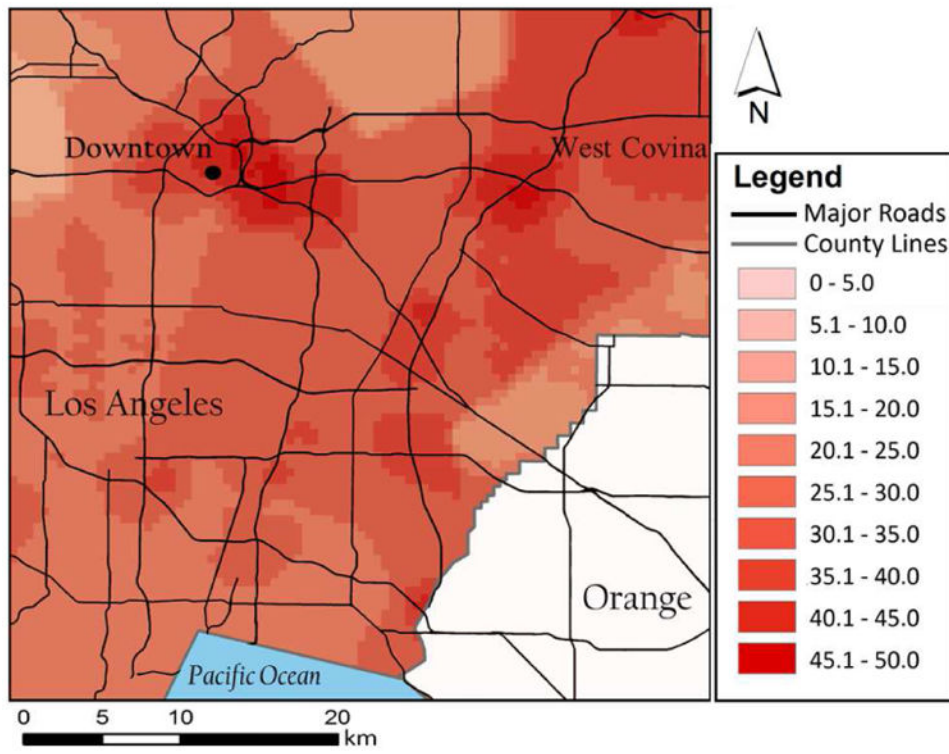 Downtown
West Covina
Los Angeles
Orange
Pacific Ocean
N
Legend
Major Roads
County Lines
0 - 5.0
5.1 - 10.0
10.1 - 15.0
15.1 - 20.0
20.1 - 25.0
25.1 - 30.0
30.1 - 35.0
35.1 - 40.0
40.1 - 45.0
45.1 - 50.0
0 5 10 20
km